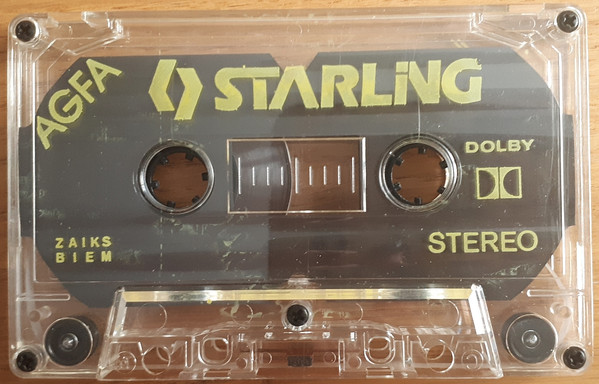 AGFA
STARLiNG
DOLBY
ZAIKS
BIEM
STEREO